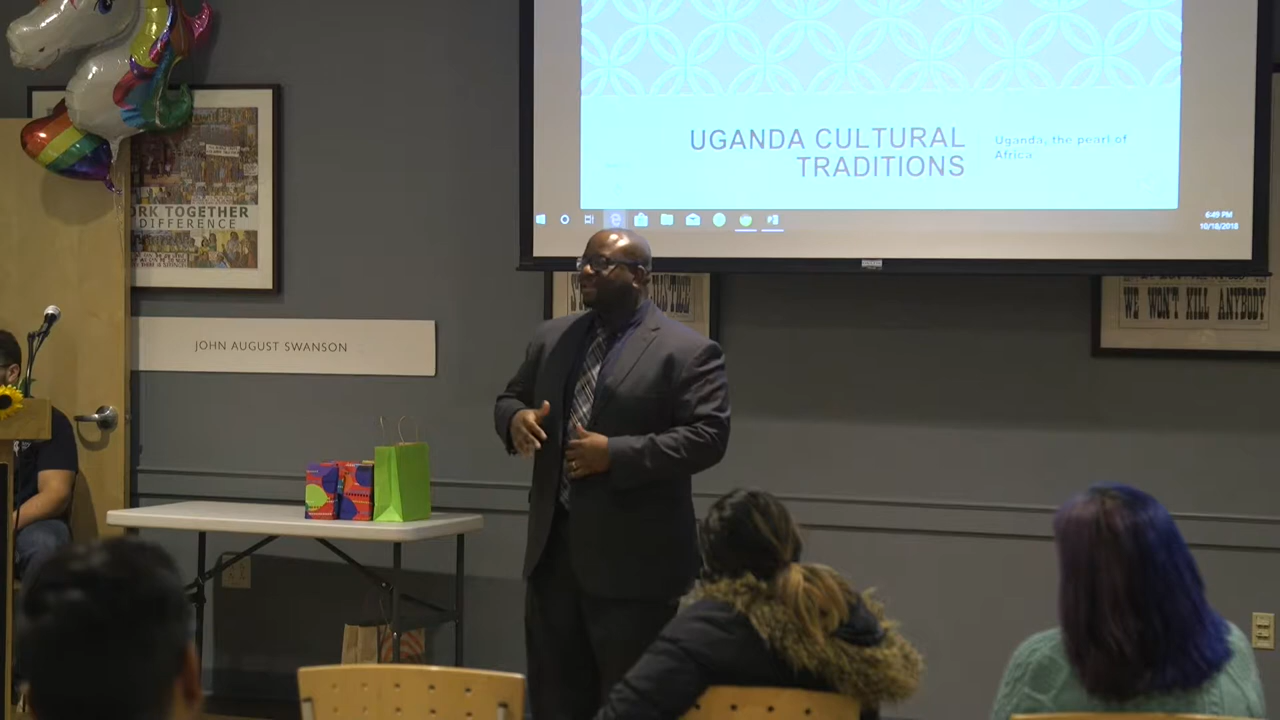 UGANDA CULTURAL
TRADITIONS
Uganda, the pearl of
Africa
6:49 PM
10/18/2018
ORK TOGETHER
DIFFERENCE
JOHN AUGUST SWANSON
WE WON'T KILL ANYBODY